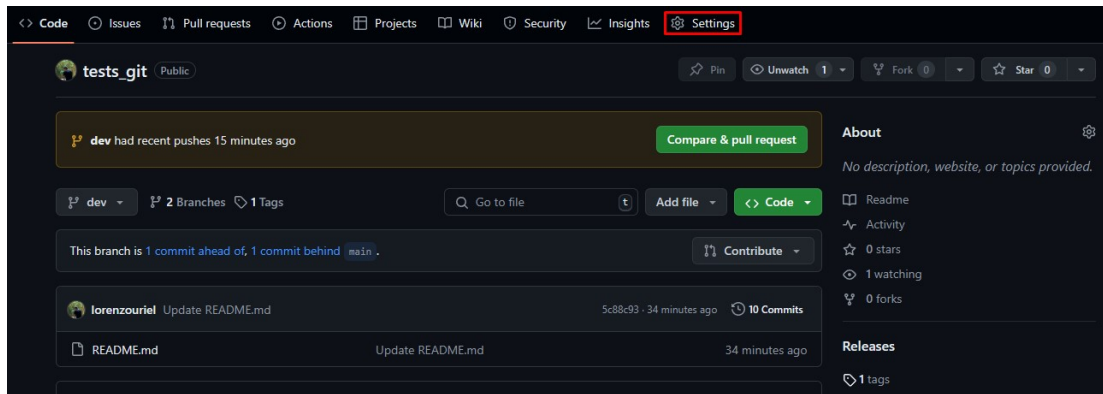 <> Code Issues Pull requests Actions Projects Wiki Security Insights Settings
tests_git Public Pin Unwatch 1 Fork 0 Star 0
dev had recent pushes 15 minutes ago Compare & pull request
dev 2 Branches 1 Tags Go to file t Add file <> Code
This branch is 1 commit ahead of, 1 commit behind main . Contribute
lorenzouriel Update README.md 5c88c93 · 34 minutes ago 10 Commits
README.md Update README.md 34 minutes ago
About
No description, website, or topics provided.
Readme
Activity
0 stars
1 watching
0 forks
Releases
1 tags